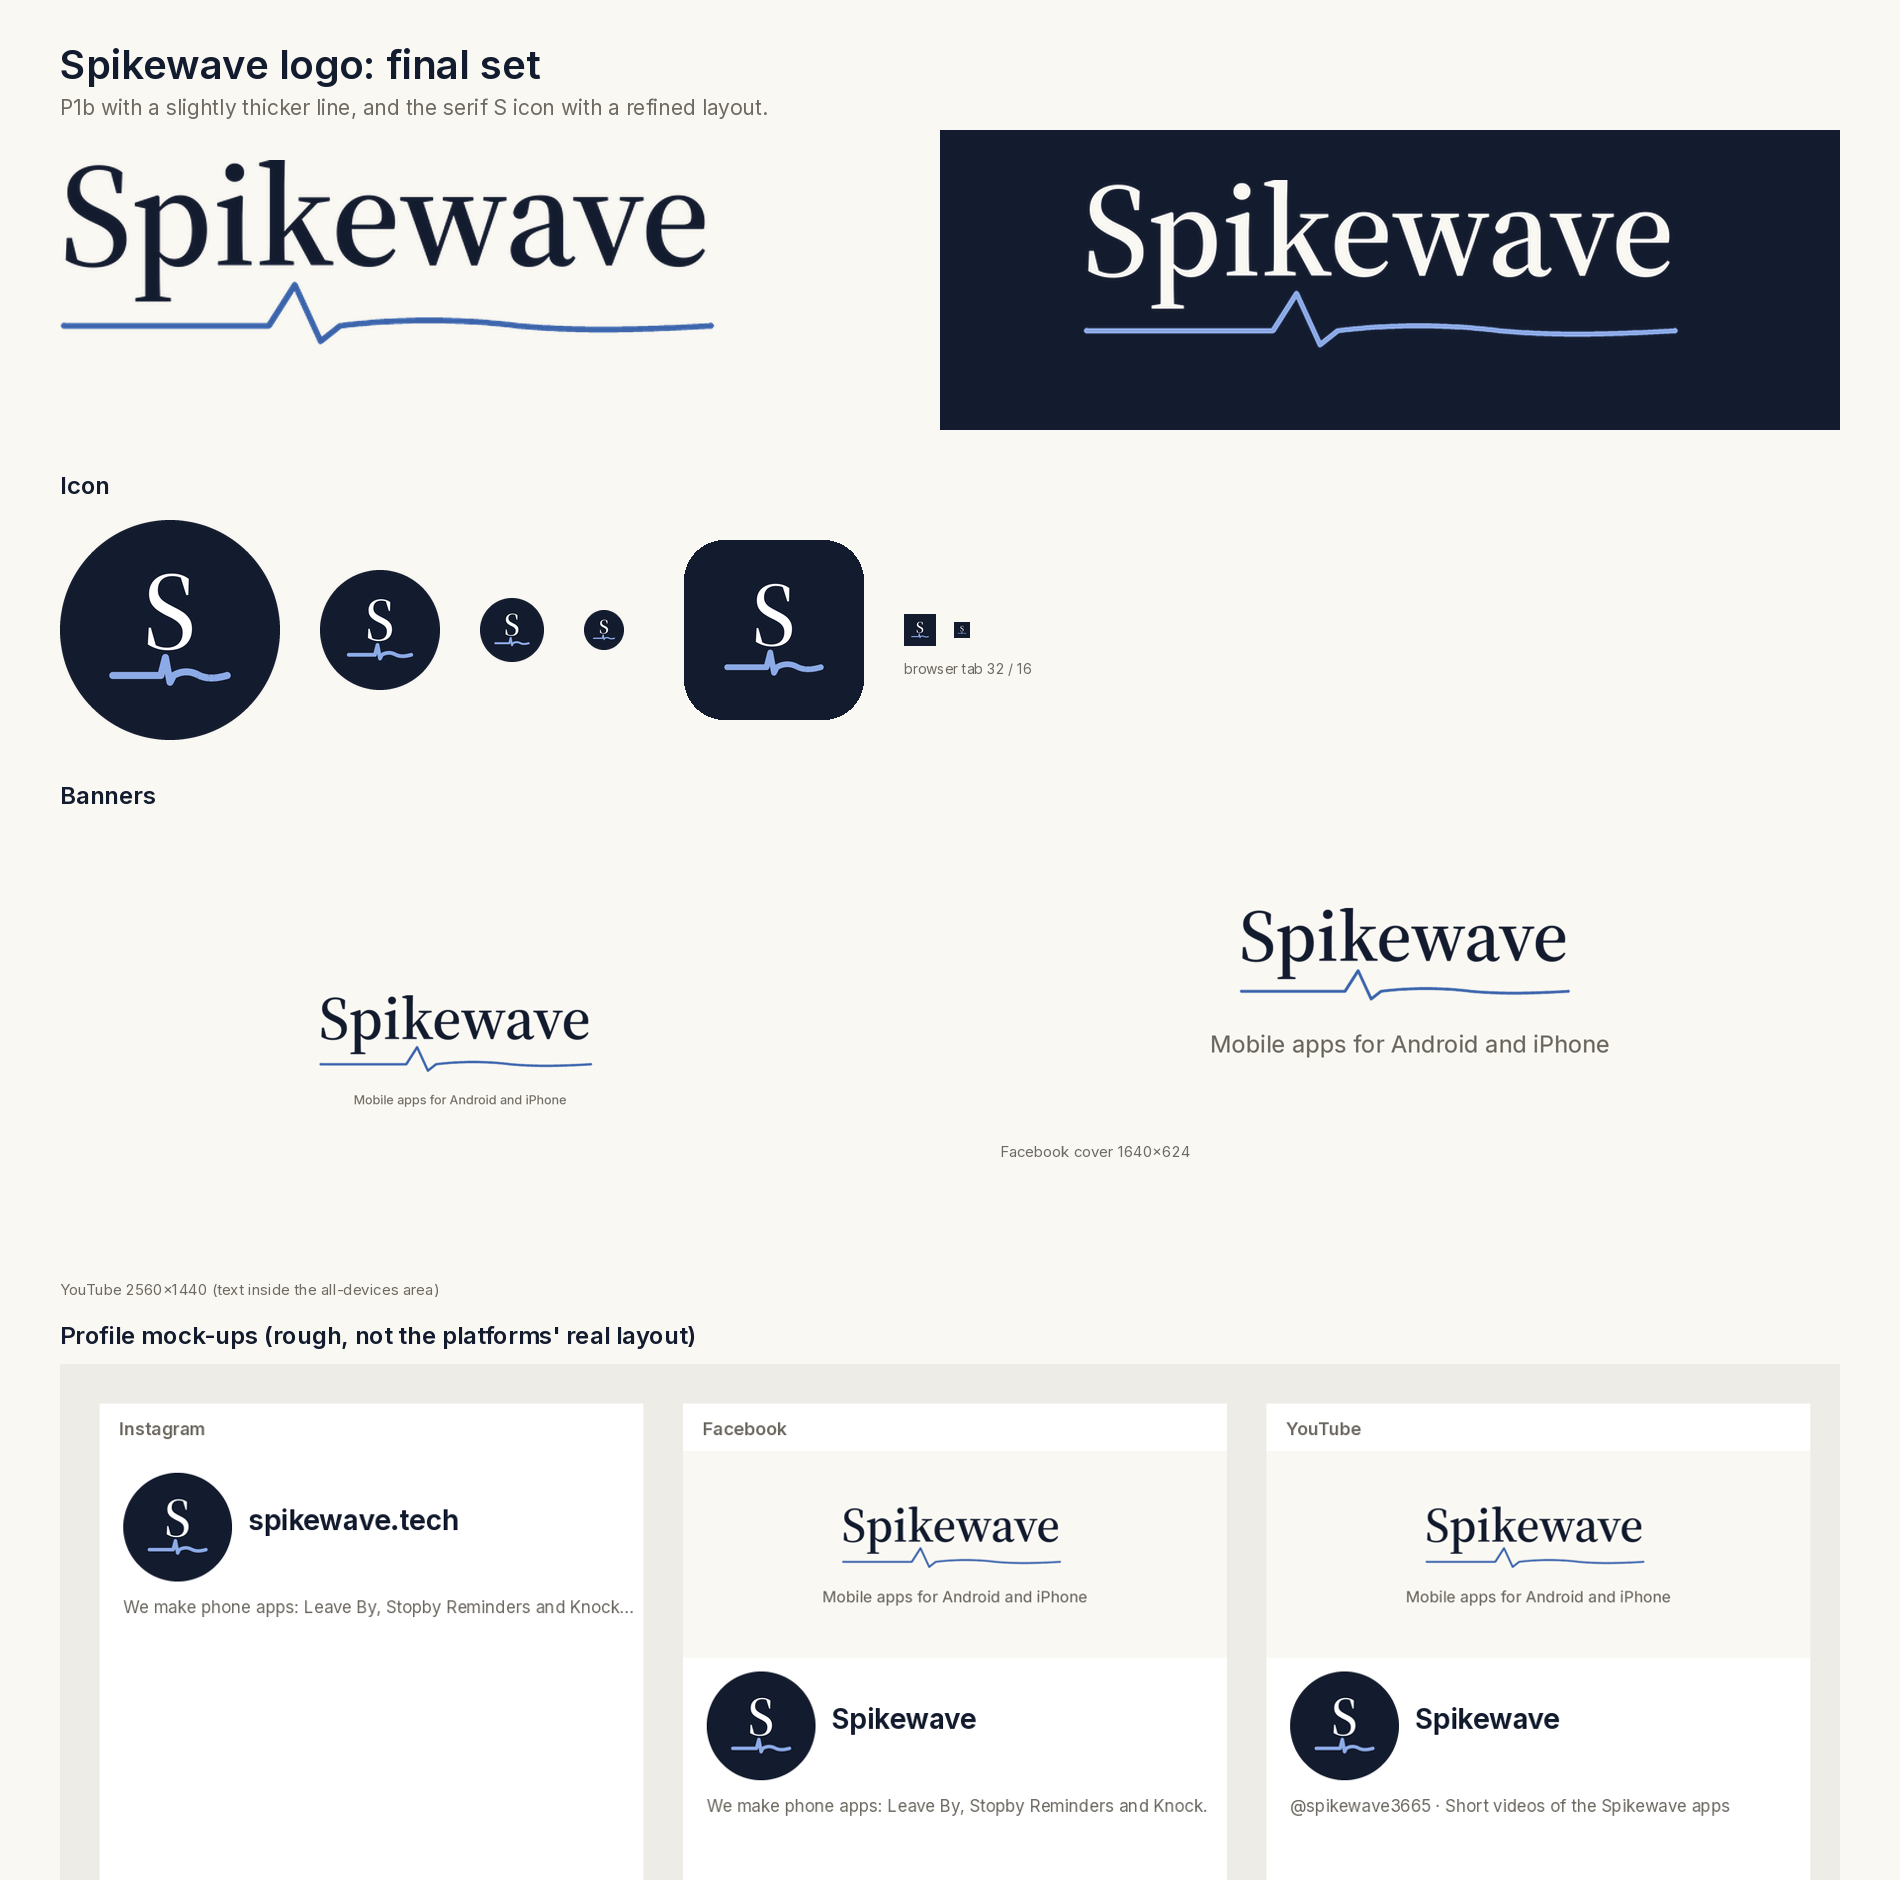 Spikewave logo: final set
P1b with a slightly thicker line, and the serif S icon with a refined layout.
Spikewave
Spikewave
Icon
S
S
S
S
S
S
S
browser tab 32 / 16
Banners
Spikewave
Mobile apps for Android and iPhone
Spikewave
Mobile apps for Android and iPhone
Facebook cover 1640×624
YouTube 2560×1440 (text inside the all-devices area)
Profile mock-ups (rough, not the platforms' real layout)
Instagram
S
spikewave.tech
We make phone apps: Leave By, Stopby Reminders and Knock...
Facebook
Spikewave
Mobile apps for Android and iPhone
S
Spikewave
We make phone apps: Leave By, Stopby Reminders and Knock.
YouTube
Spikewave
Mobile apps for Android and iPhone
S
Spikewave
@spikewave3665 · Short videos of the Spikewave apps